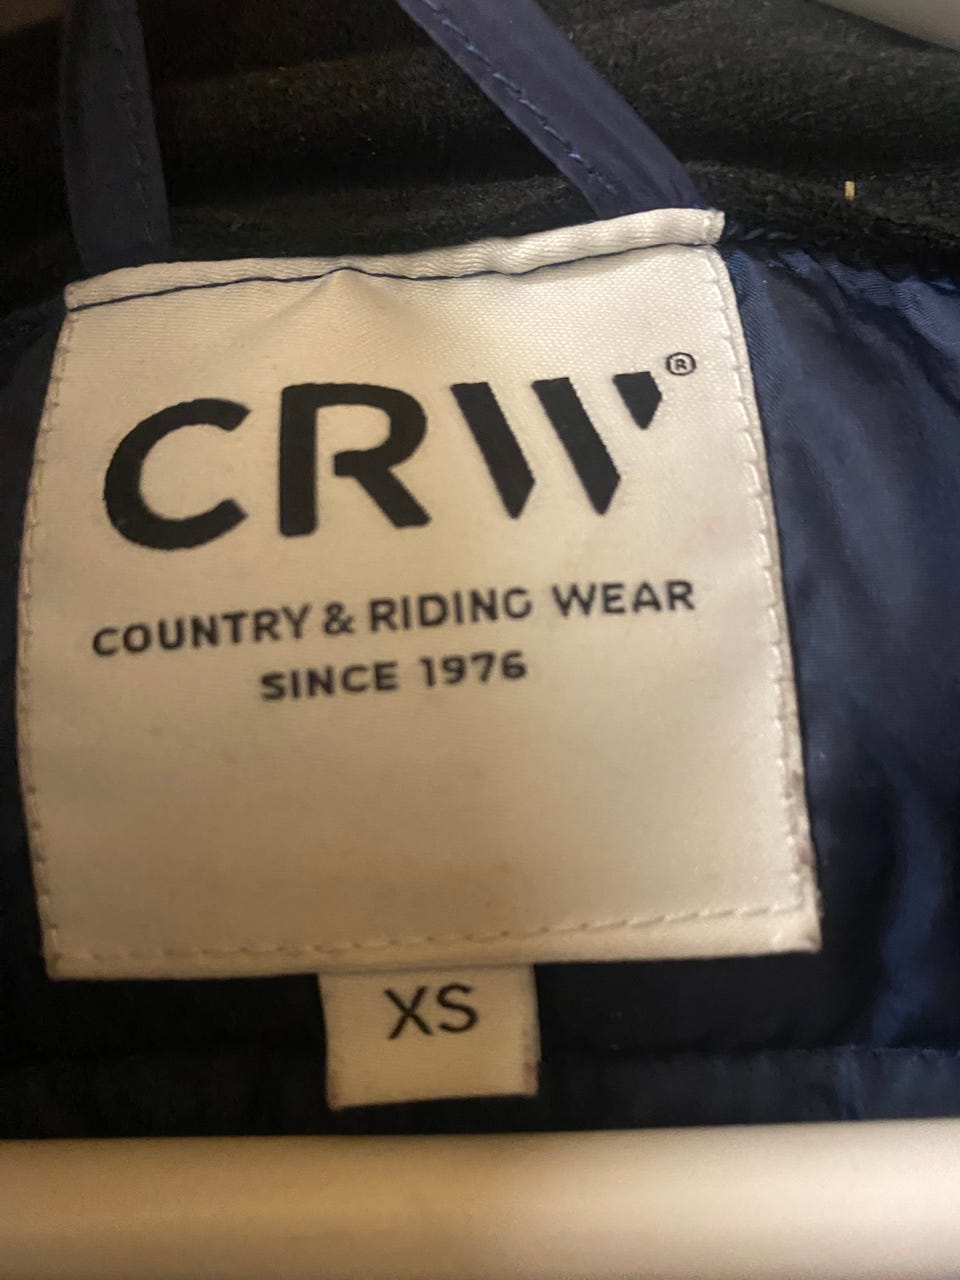 CRW®
COUNTRY & RIDING WEAR
SINCE 1976
XS